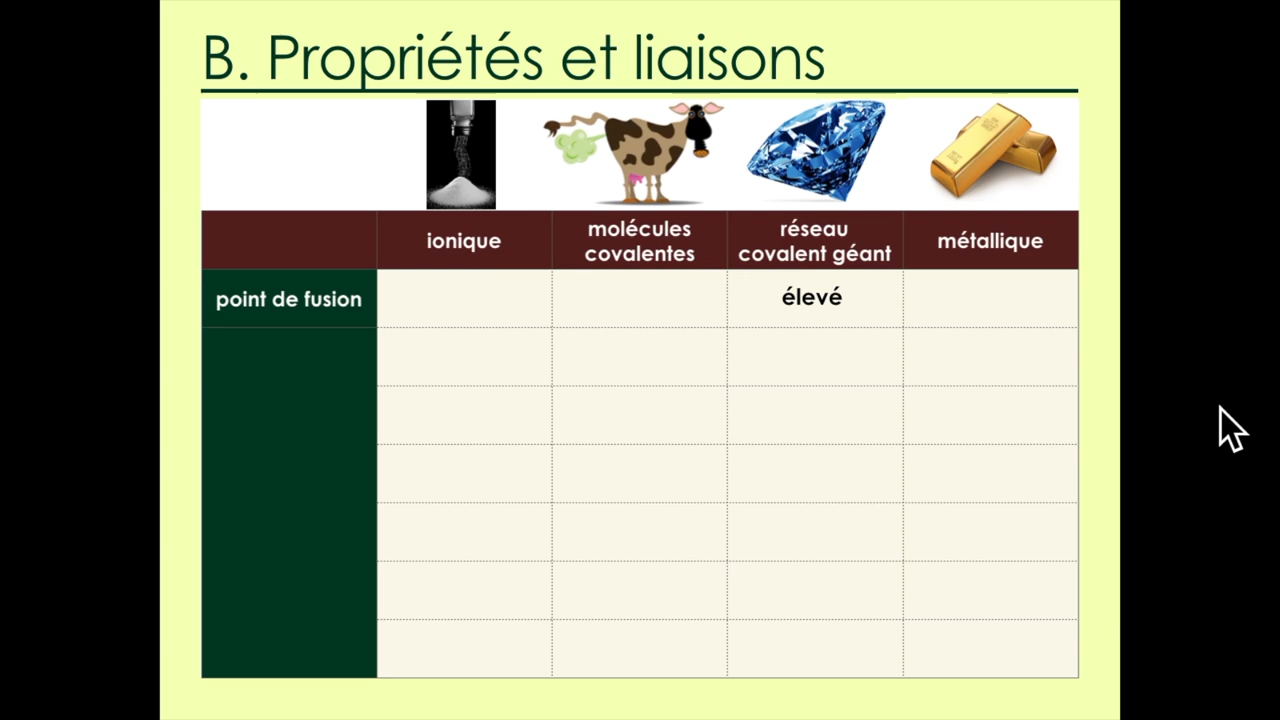 B. Propriétés et liaisons
ionique
molécules
covalentes
réseau
covalent géant
métallique
point de fusion
élevé